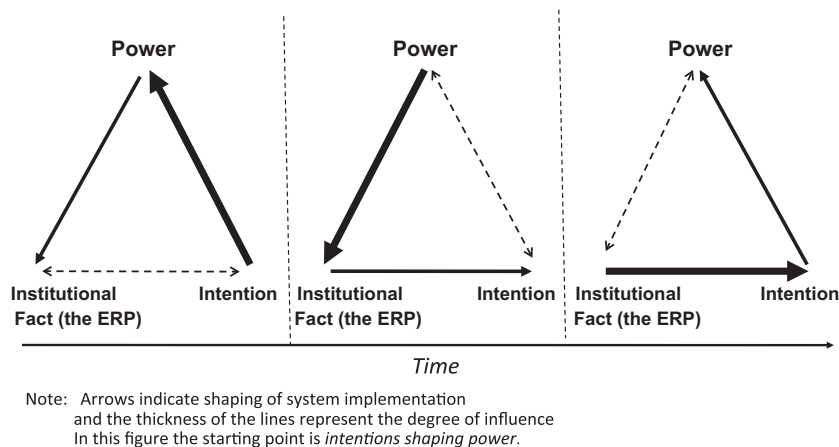 Power
Power
Power
Institutional
Fact (the ERP)
Intention
Institutional
Fact (the ERP)
Intention
Institutional
Fact (the ERP)
Intention
Time
Note: Arrows indicate shaping of system implementation
and the thickness of the lines represent the degree of influence
In this figure the starting point is intentions shaping power.